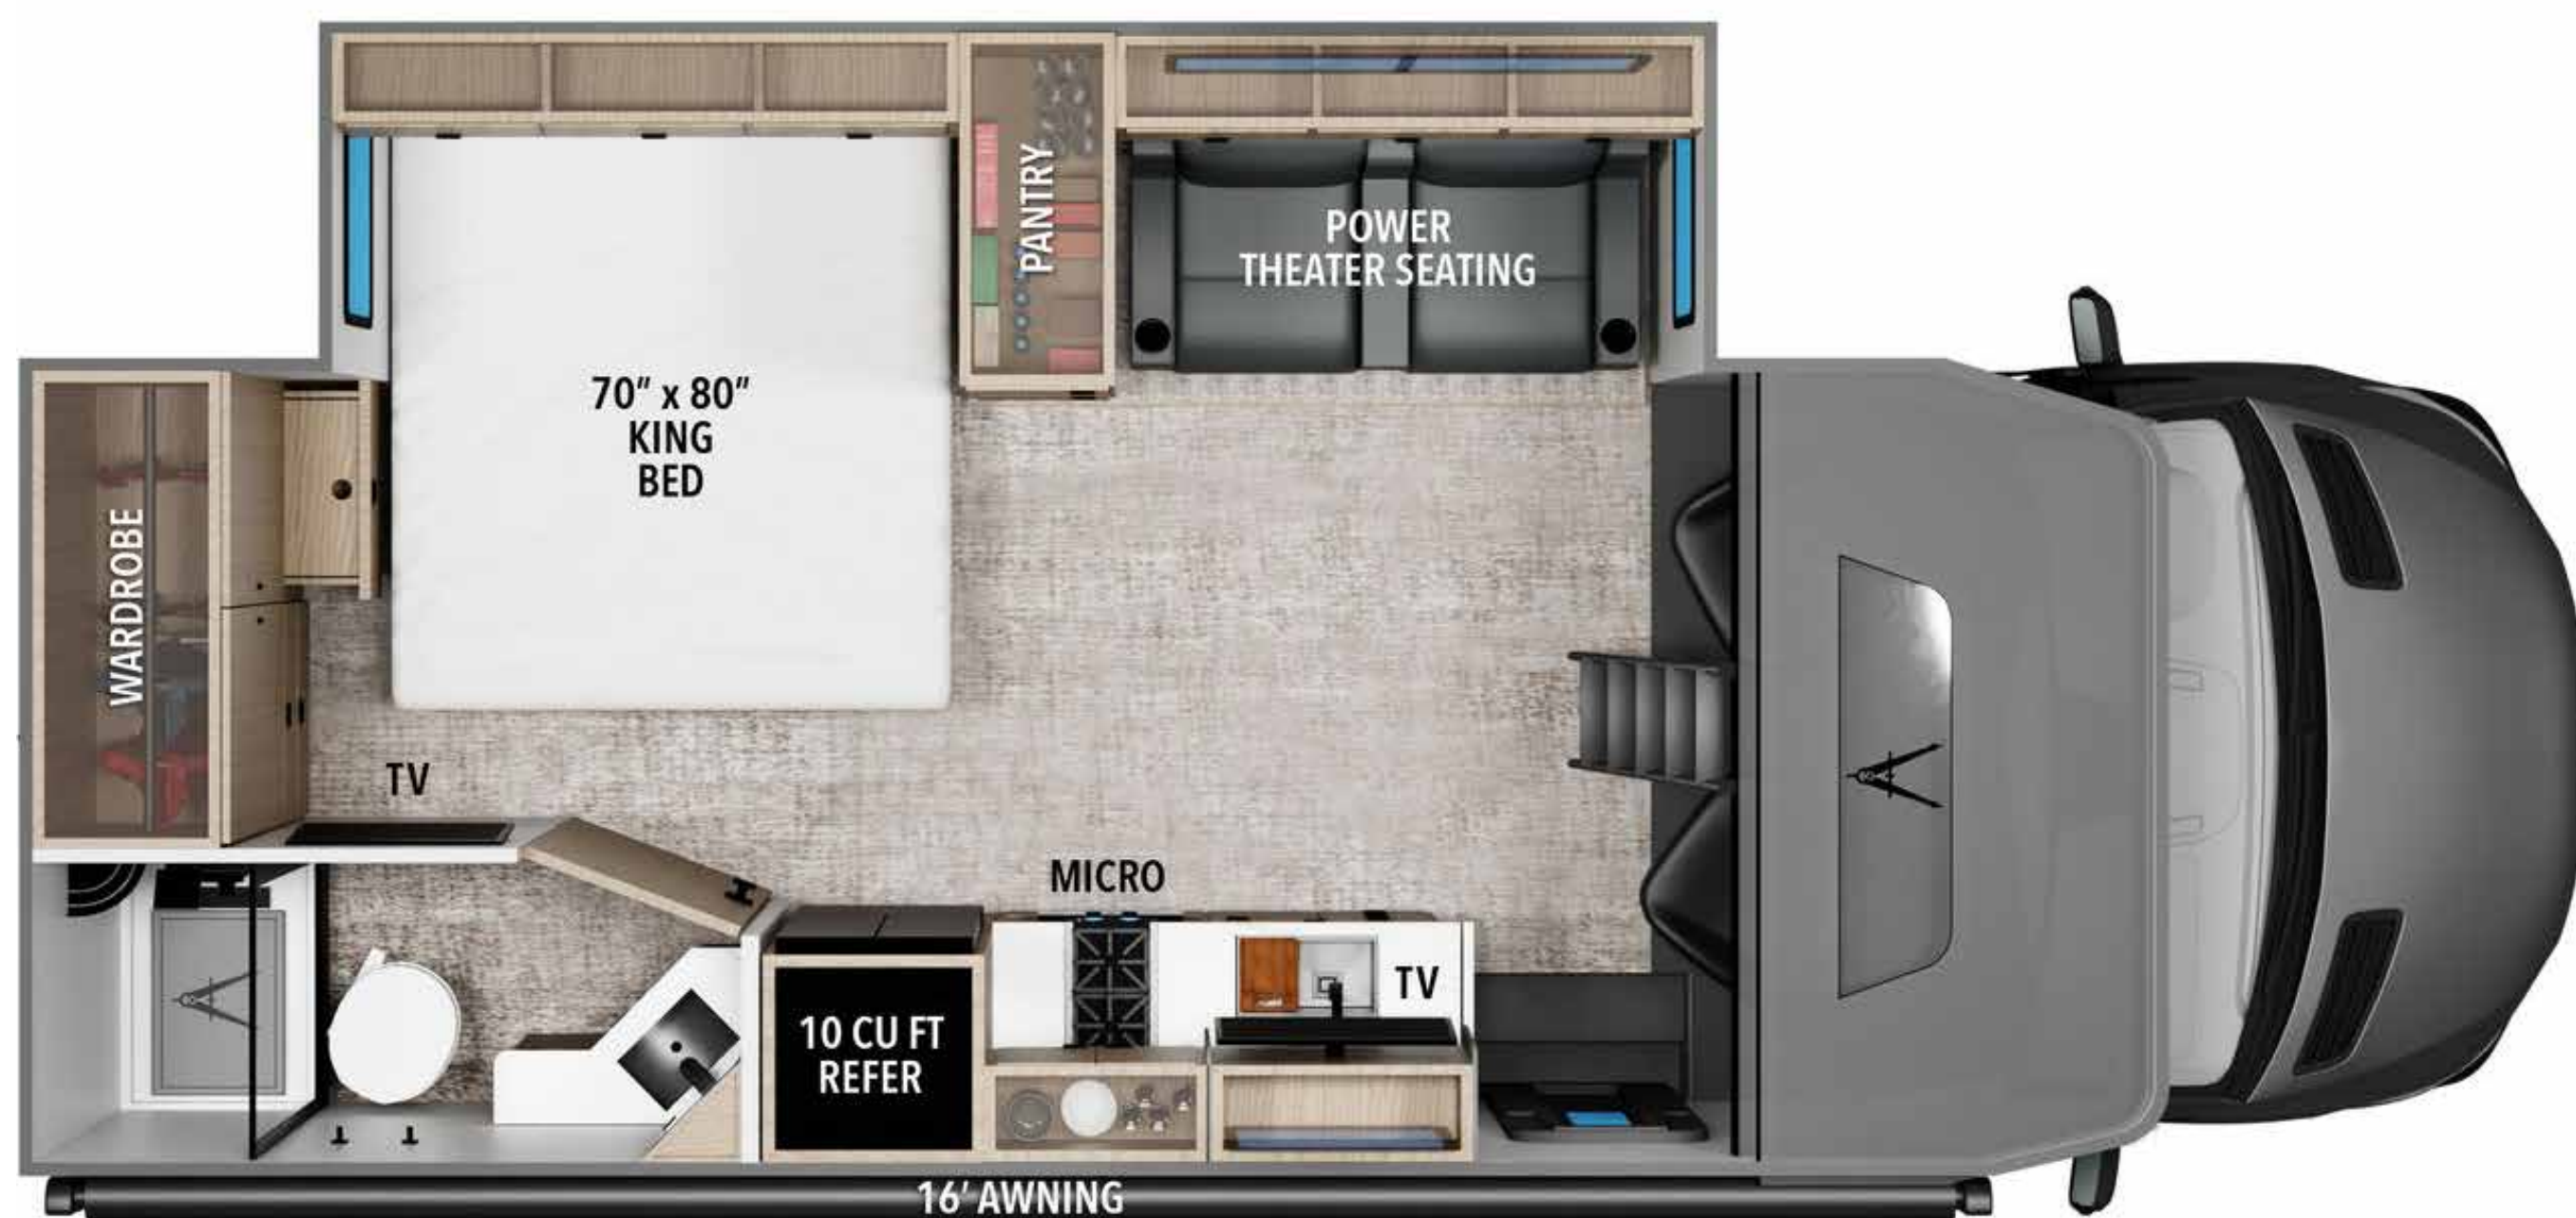 PANTRY
POWER
THEATER SEATING
70” x 80”
KING
BED
WARDROBE
TV
MICRO
TV
10 CU FT
REFER
16’ AWNING